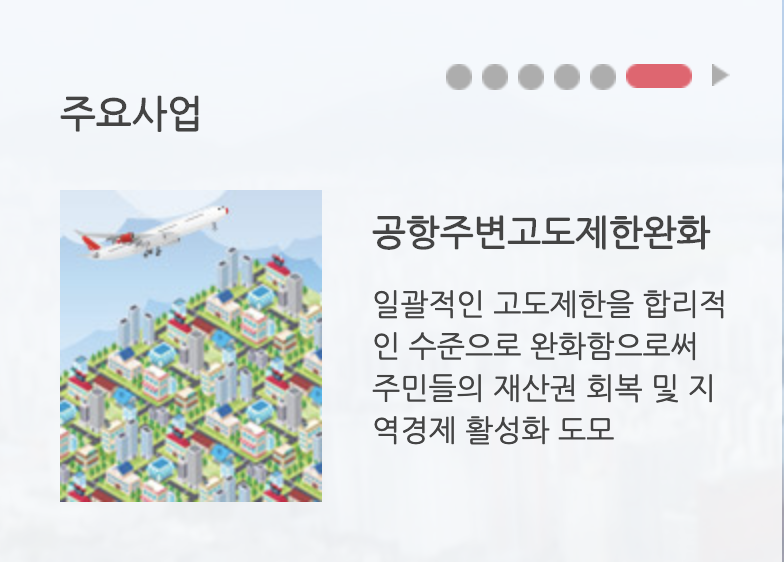 주요사업
공항주변고도제한완화
일괄적인 고도제한을 합리적
인 수준으로 완화함으로써
주민들의 재산권 회복 및 지
역경제 활성화 도모